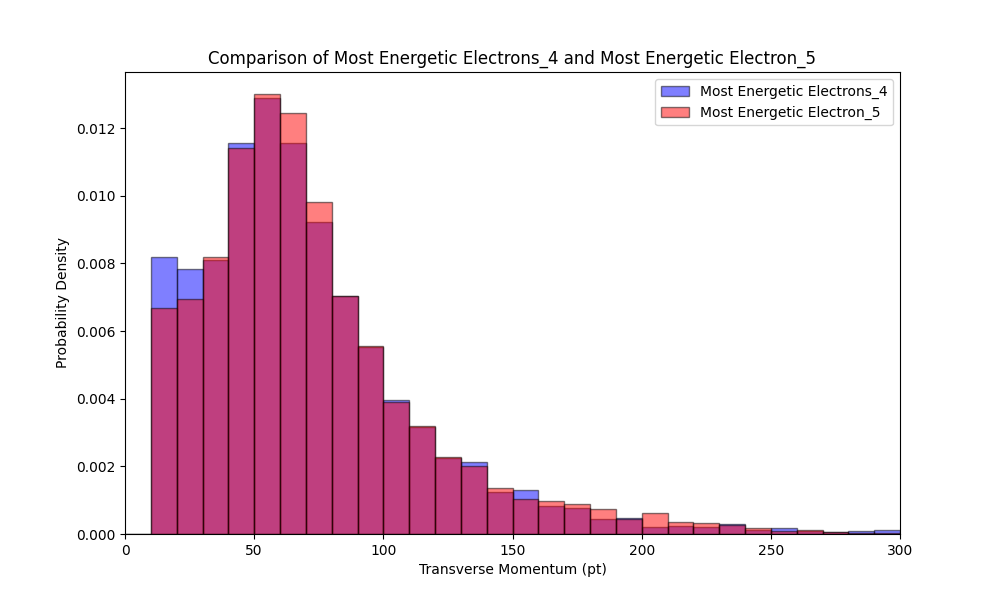 Comparison of Most Energetic Electrons_4 and Most Energetic Electron_5
Most Energetic Electrons_4
Most Energetic Electron_5
Probability Density
0.012
0.010
0.008
0.006
0.004
0.002
0.000
0 50 100 150 200 250 300
Transverse Momentum (pt)